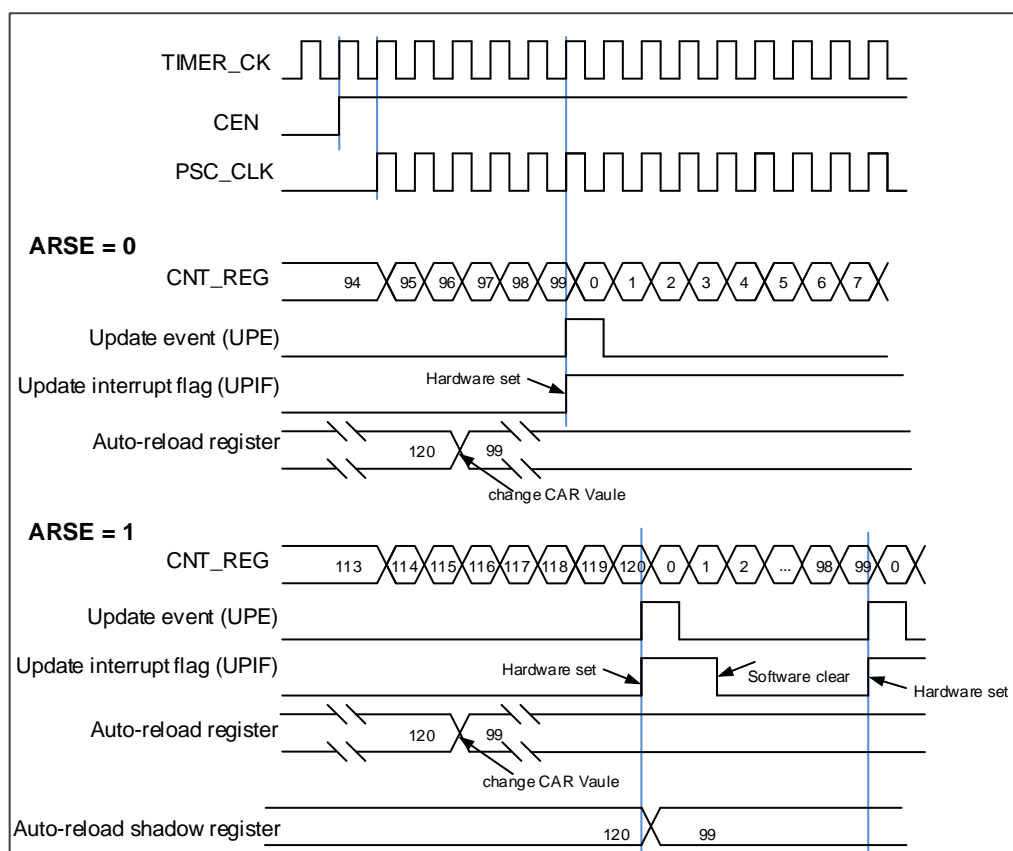 TIMER_CK
CEN
PSC_CLK
ARSE = 0
CNT_REG 94 95 96 97 98 99 0 1 2 3 4 5 6 7
Update event (UPE)
Update interrupt flag (UPIF) Hardware set
Auto-reload register 120 99
change CAR Vaule
ARSE = 1
CNT_REG 113 114 115 116 117 118 119 120 0 1 2 ... 98 99 0
Update event (UPE)
Update interrupt flag (UPIF) Hardware set Software clear Hardware set
Auto-reload register 120 99
change CAR Vaule
Auto-reload shadow register 120 99